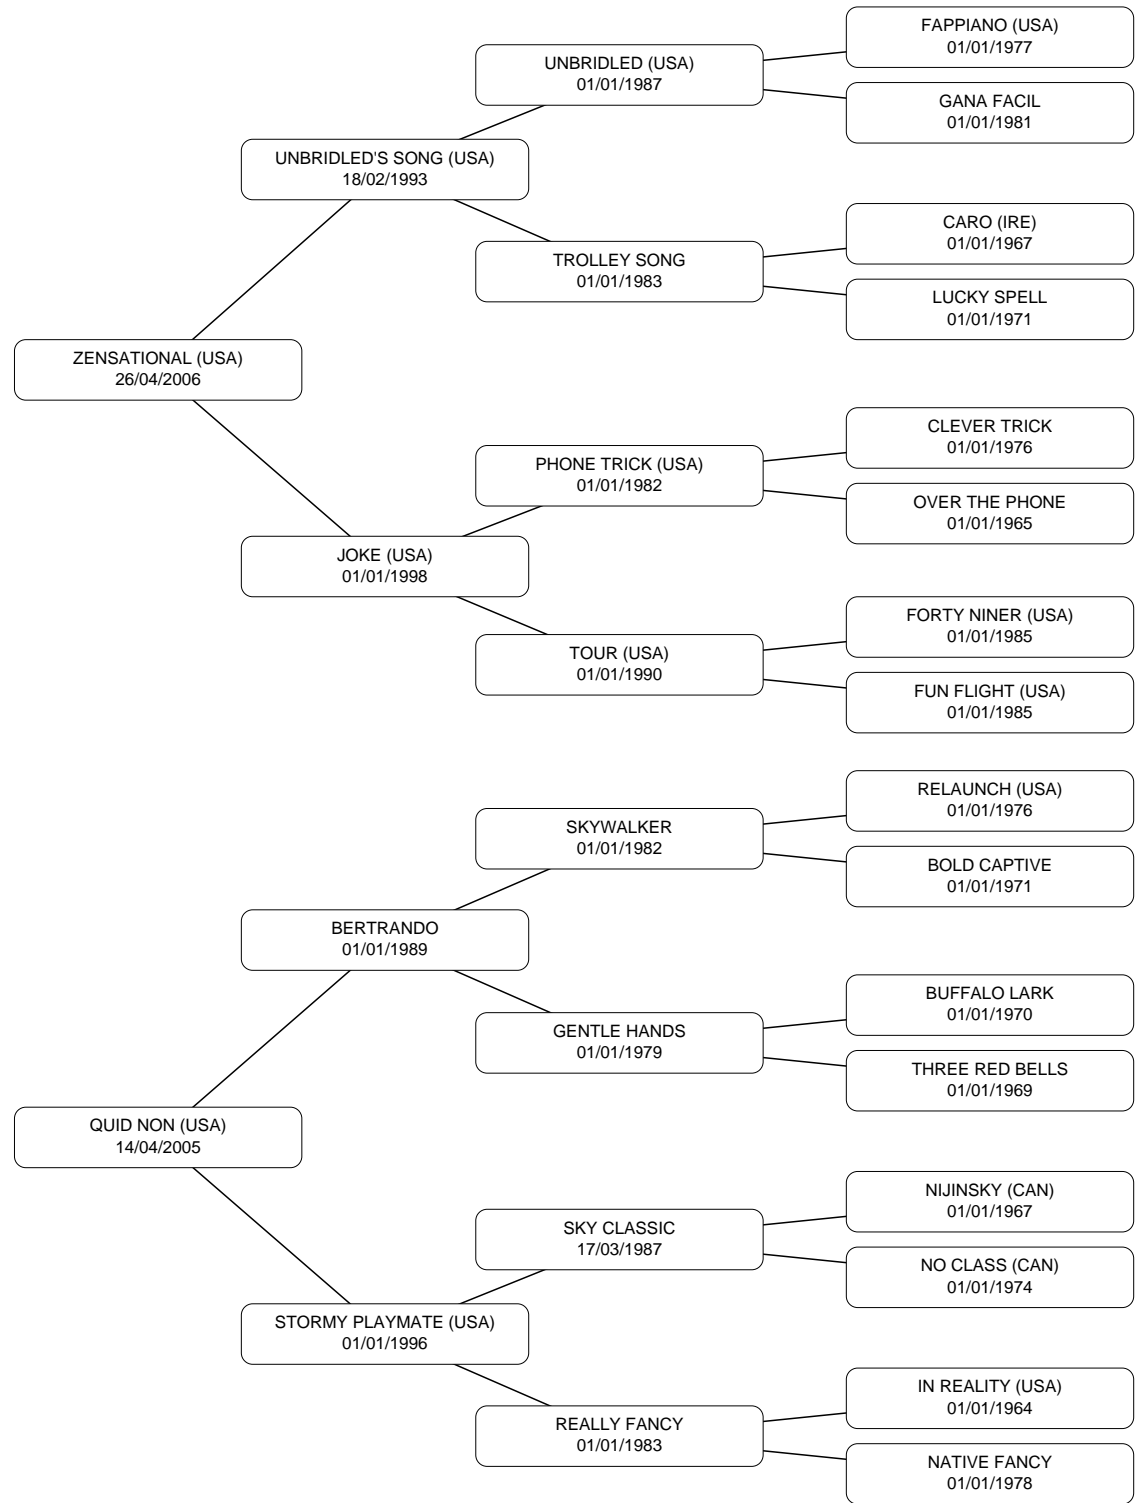 FAPPIANO (USA)
01/01/1977
UNBRIDLED (USA)
01/01/1987
GANA FACIL
01/01/1981
UNBRIDLED'S SONG (USA)
18/02/1993
CARO (IRE)
01/01/1967
TROLLEY SONG
01/01/1983
LUCKY SPELL
01/01/1971
ZENSATIONAL (USA)
26/04/2006
CLEVER TRICK
01/01/1976
PHONE TRICK (USA)
01/01/1982
OVER THE PHONE
01/01/1965
JOKE (USA)
01/01/1998
FORTY NINER (USA)
01/01/1985
TOUR (USA)
01/01/1990
FUN FLIGHT (USA)
01/01/1985
RELAUNCH (USA)
01/01/1976
SKYWALKER
01/01/1982
BOLD CAPTIVE
01/01/1971
BERTRANDO
01/01/1989
BUFFALO LARK
01/01/1970
GENTLE HANDS
01/01/1979
THREE RED BELLS
01/01/1969
QUID NON (USA)
14/04/2005
NIJINSKY (CAN)
01/01/1967
SKY CLASSIC
17/03/1987
NO CLASS (CAN)
01/01/1974
STORMY PLAYMATE (USA)
01/01/1996
IN REALITY (USA)
01/01/1964
REALLY FANCY
01/01/1983
NATIVE FANCY
01/01/1978